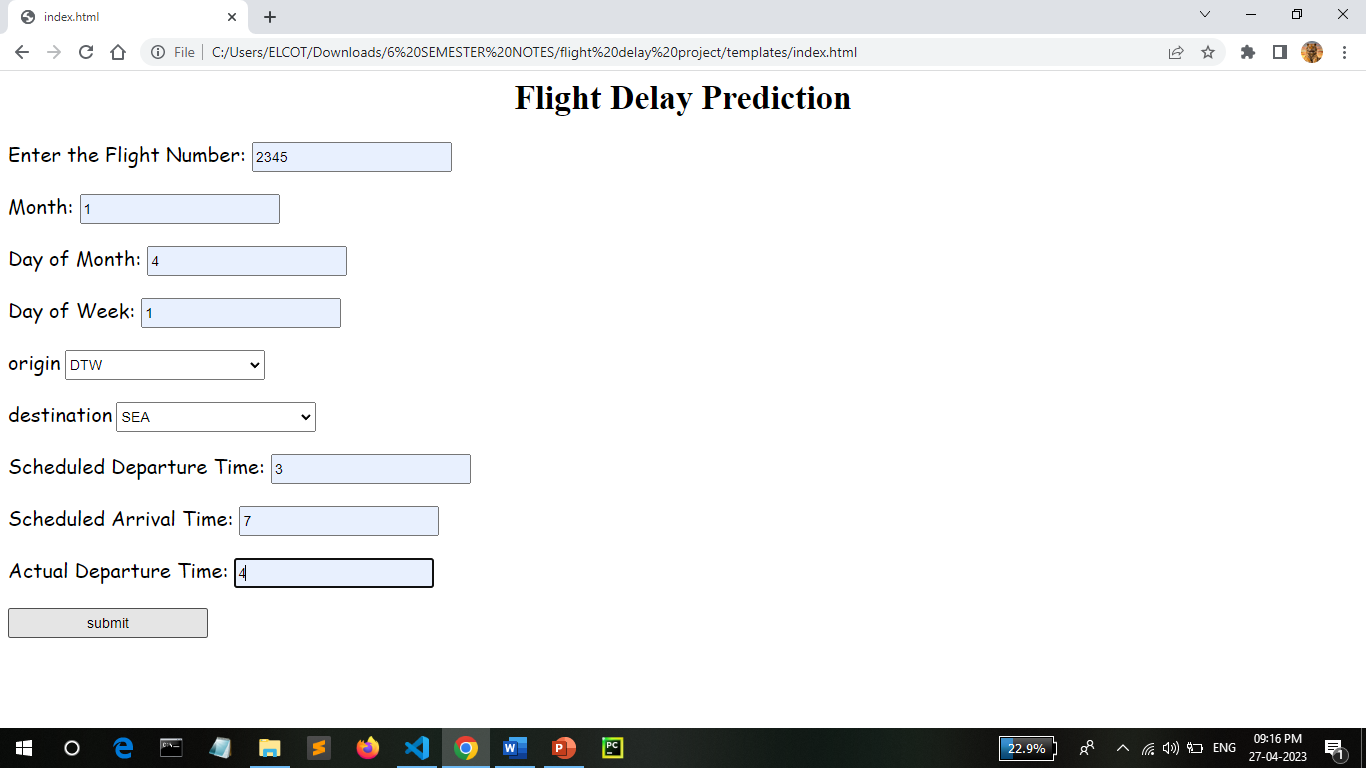 index.html
File
C:/Users/ELCOT/Downloads/6%20SEMESTER%20NOTES/flight%20delay%20project/templates/index.html
Flight Delay Prediction
Enter the Flight Number: 2345
Month: 1
Day of Month: 4
Day of Week: 1
origin DTW
destination SEA
Scheduled Departure Time: 3
Scheduled Arrival Time: 7
Actual Departure Time: 4
submit
22.9%
ENG
09:16 PM
27-04-2023
1